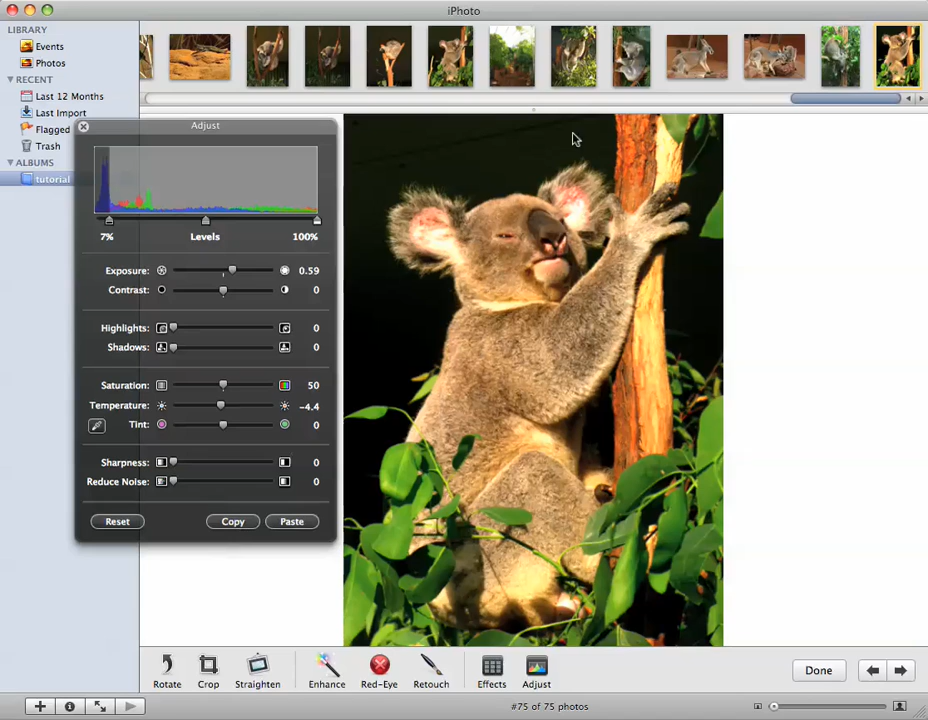 iPhoto
LIBRARY
Events
Photos
RECENT
Last 12 Months
Last Import
Flagged
Trash
ALBUMS
tutorial
Adjust
7% Levels 100%
Exposure: 0.59
Contrast: 0
Highlights: 0
Shadows: 0
Saturation: 50
Temperature: -4.4
Tint: 0
Sharpness: 0
Reduce Noise: 0
Reset Copy Paste
Rotate Crop Straighten Enhance Red-Eye Retouch Effects Adjust Done
#75 of 75 photos